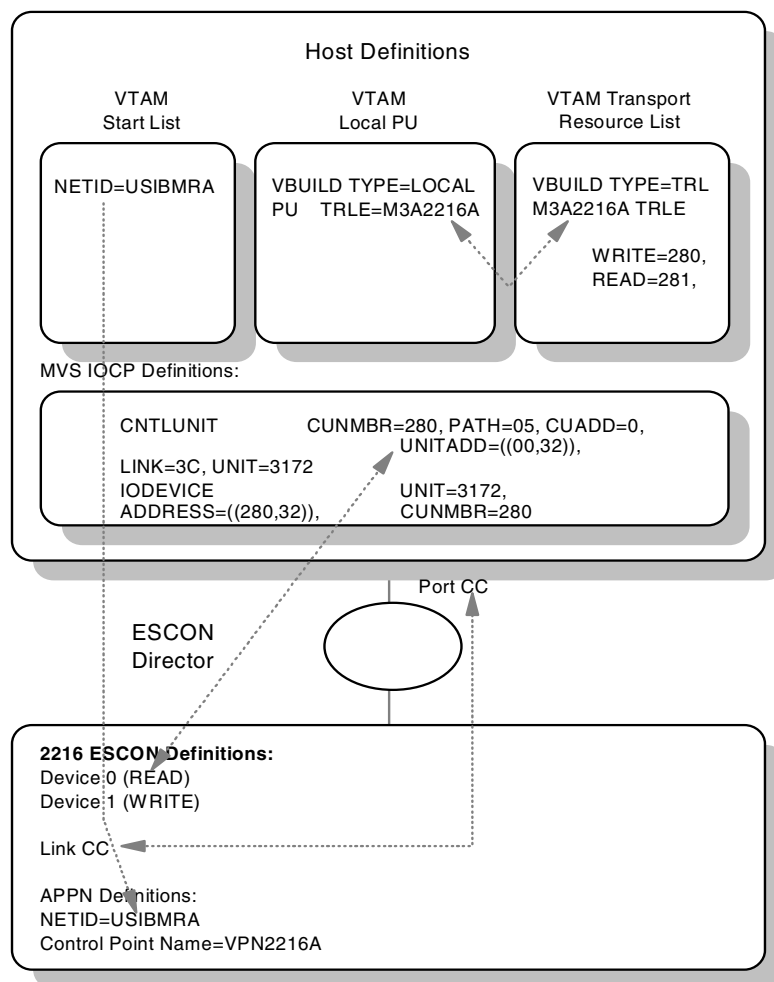 Host Definitions
VTAM
Start List
VTAM
Local PU
VTAM Transport
Resource List
NETID=USIBMRA
VBUILD TYPE=LOCAL
PU TRLE=M3A2216A
VBUILD TYPE=TRL
M3A2216A TRLE
WRITE=280,
READ=281,
MVS IOCP Definitions:
CNTLUNIT CUNMBR=280, PATH=05, CUADD=0,
UNITADD=((00,32)),
LINK=3C, UNIT=3172
IODEVICE UNIT=3172,
ADDRESS=((280,32)), CUNMBR=280
Port CC
ESCON
Director
2216 ESCON Definitions:
Device 0 (READ)
Device 1 (WRITE)
Link CC
APPN Definitions:
NETID=USIBMRA
Control Point Name=VPN2216A